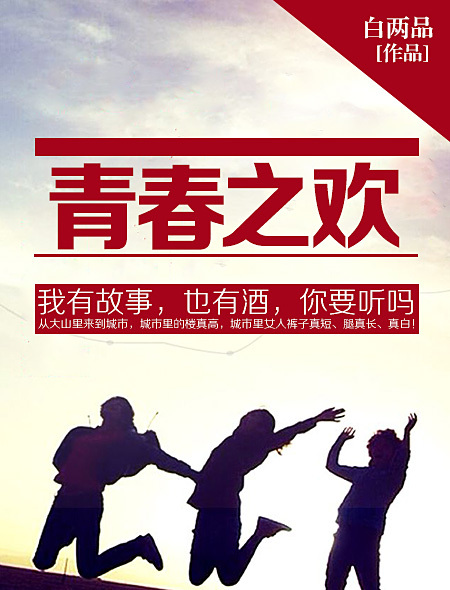 白两品
[作品]
青春之欢
我有故事，也有酒，你要听吗
从大山里来到城市，城市里的楼真高，城市里女人裤子真短、腿真长、真白！